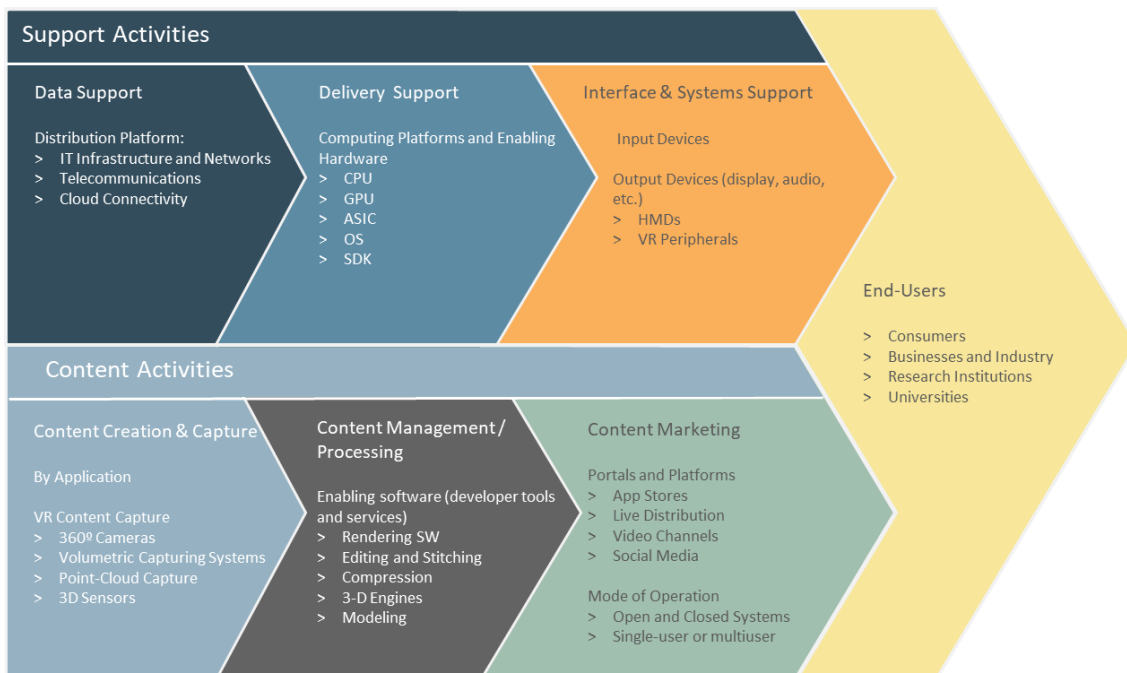 Support Activities
Data Support
Distribution Platform:
> IT Infrastructure and Networks
> Telecommunications
> Cloud Connectivity
Delivery Support
Computing Platforms and Enabling
Hardware
> CPU
> GPU
> ASIC
> OS
> SDK
Interface & Systems Support
Input Devices
Output Devices (display, audio,
etc.)
> HMDs
> VR Peripherals
Content Activities
Content Creation & Capture
By Application
VR Content Capture
> 360º Cameras
> Volumetric Capturing Systems
> Point-Cloud Capture
> 3D Sensors
Content Management/
Processing
Enabling software (developer tools
and services)
> Rendering SW
> Editing and Stitching
> Compression
> 3-D Engines
> Modeling
Content Marketing
Portals and Platforms
> App Stores
> Live Distribution
> Video Channels
> Social Media
Mode of Operation
> Open and Closed Systems
> Single-user or multiuser
End-Users
> Consumers
> Businesses and Industry
> Research Institutions
> Universities